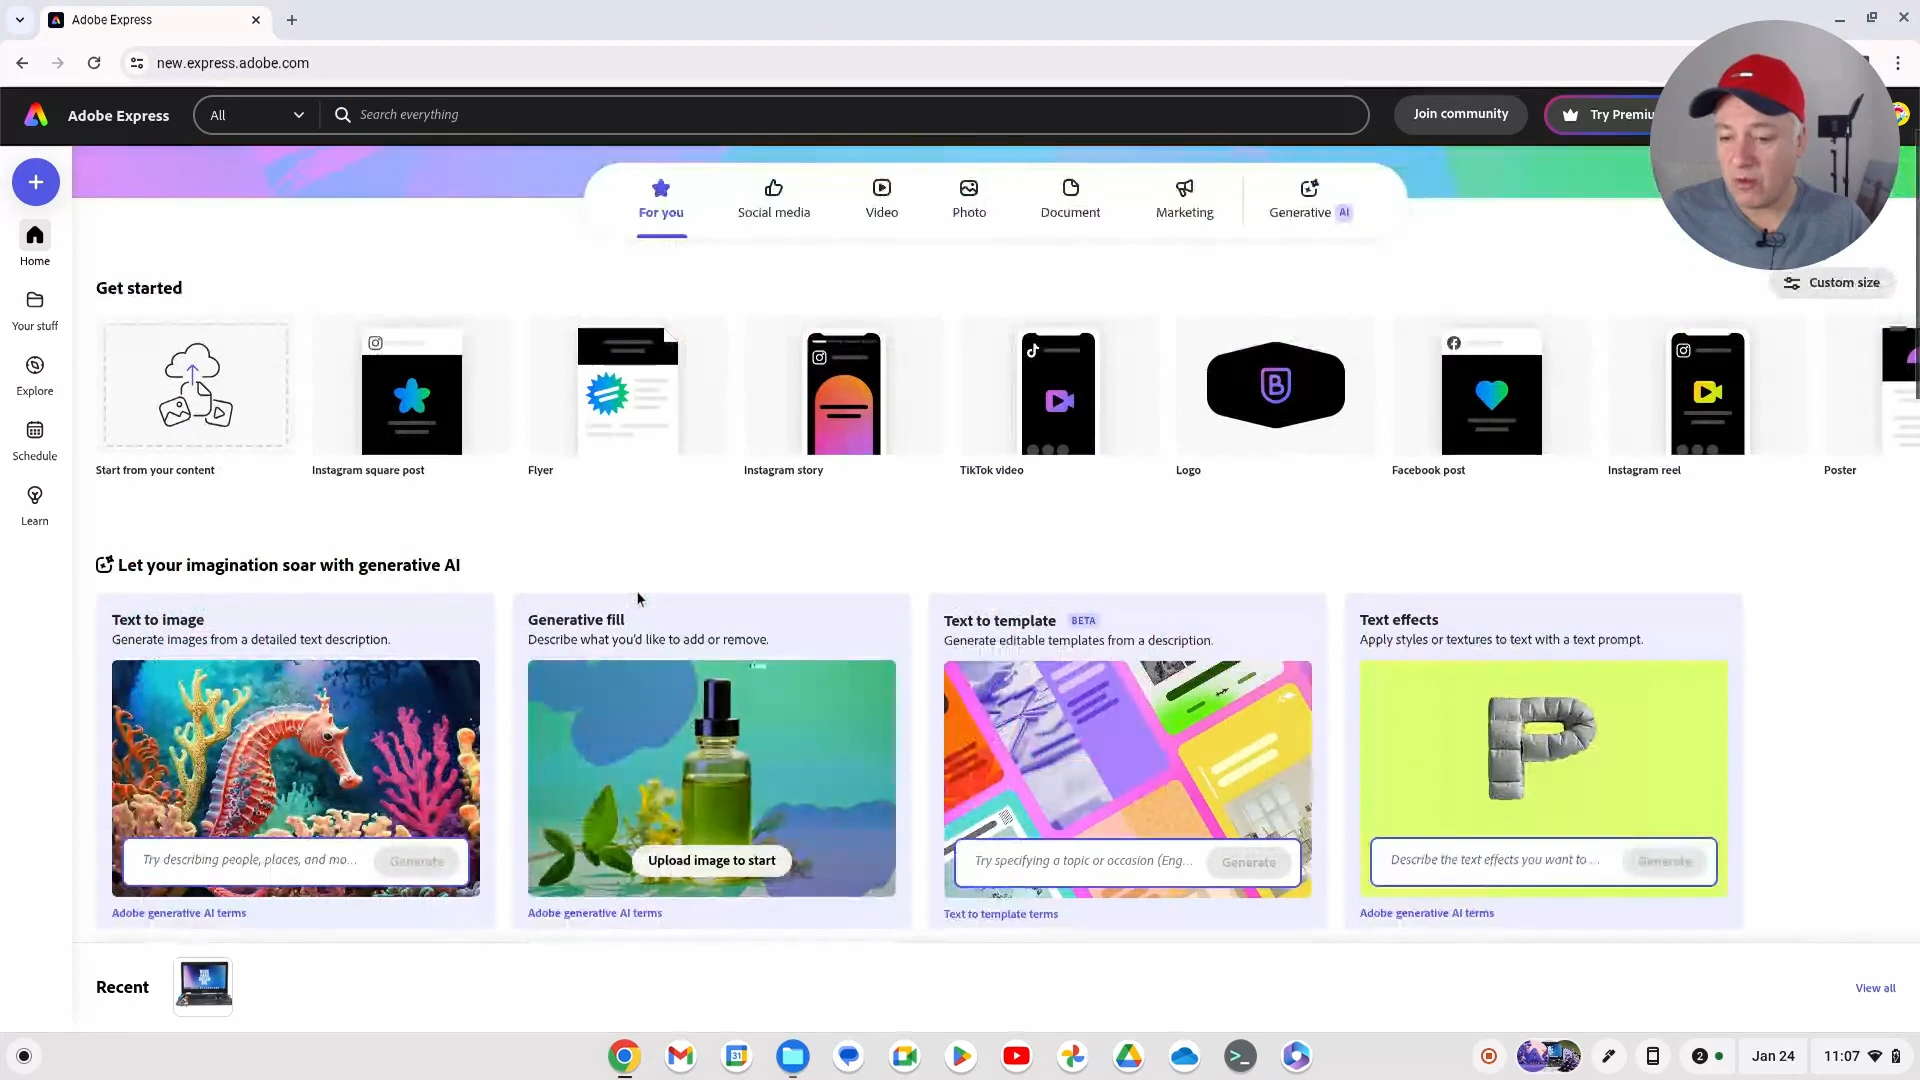 Adobe Express
new.express.adobe.com
Adobe Express
All
Search everything
Join community
Try Premiu
For you
Social media
Video
Photo
Document
Marketing
Generative AI
Home
Your stuff
Explore
Schedule
Learn
Get started
Custom size
Start from your content
Instagram square post
Flyer
Instagram story
TikTok video
B
Logo
Facebook post
Instagram reel
Poster
Let your imagination soar with generative AI
Text to image
Generate images from a detailed text description.
Try describing people, places, and mo...
Generate
Adobe generative AI terms
Generative fill
Describe what you'd like to add or remove.
Upload image to start
Adobe generative AI terms
Text to template BETA
Generate editable templates from a description.
Try specifying a topic or occasion (Eng...
Generate
Text to template terms
Text effects
Apply styles or textures to text with a text prompt.
P
Describe the text effects you want to ...
Generate
Adobe generative AI terms
Recent
View all
31
2
Jan 24
11:07